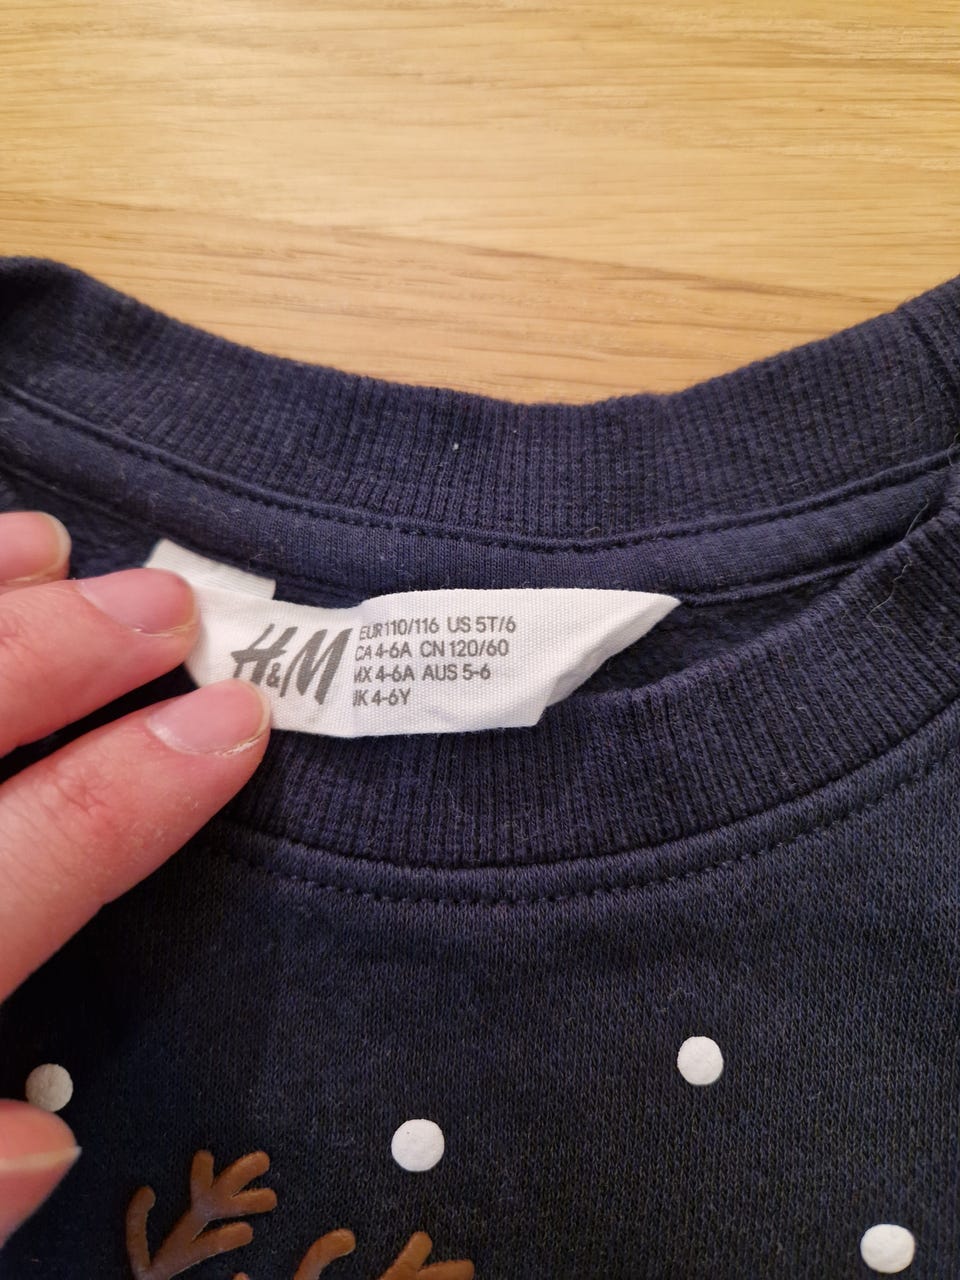 H&M
EUR 110/116 US 5T/6
CA 4-6A CN 120/60
MX 4-6A AUS 5-6
UK 4-6Y